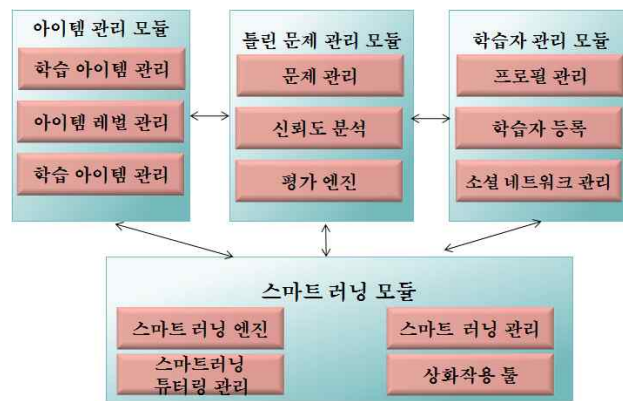 아이템 관리 모듈
학습 아이템 관리
아이템 레벌 관리
학습 아이템 관리
틀린 문제 관리 모듈
문제 관리
신뢰도 분석
평가 엔진
학습자 관리 모듈
프로필 관리
학습자 등록
소셜 네트워크 관리
스마트 러닝 모듈
스마트 러닝 엔진
스마트러닝
튜터링 관리
스마트 러닝 관리
상화작용 툴